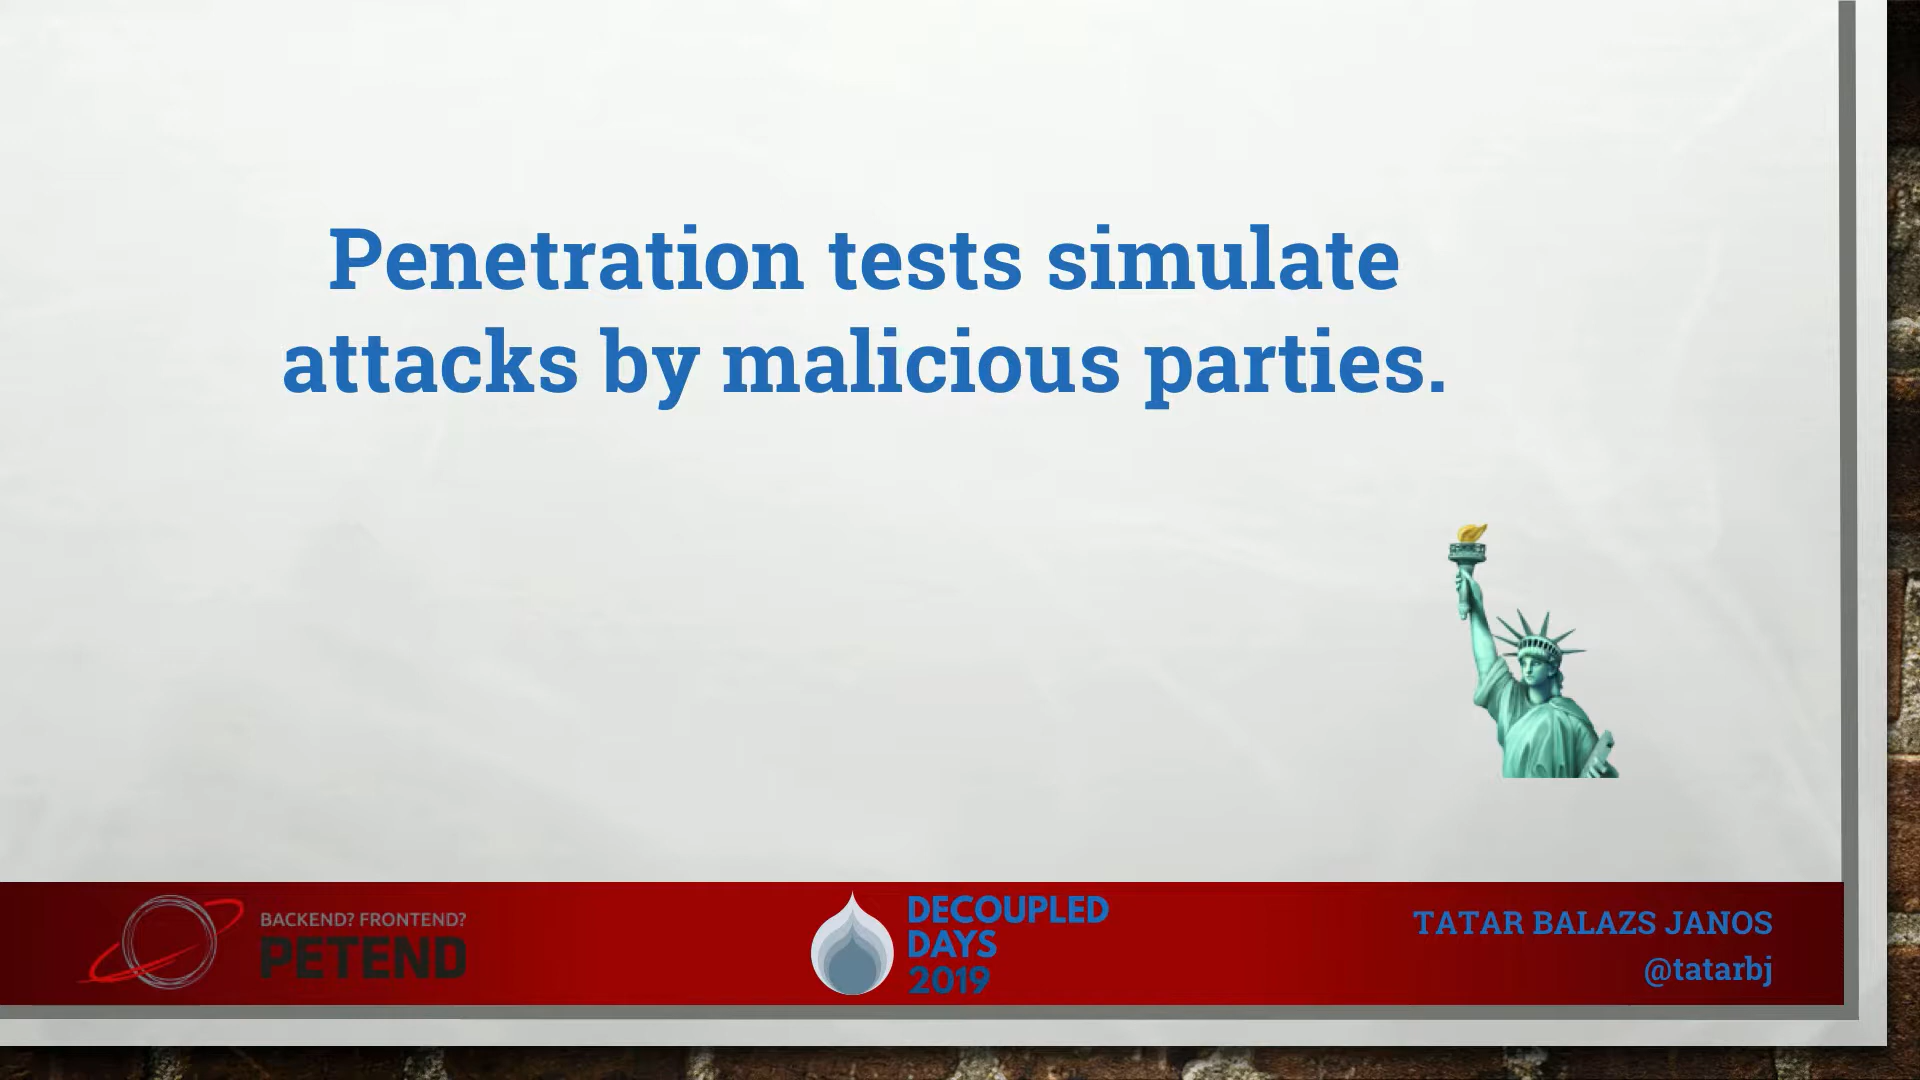 Penetration tests simulate
attacks by malicious parties.
BACKEND? FRONTEND?
PETEND
DECOUPLED
DAYS
2019
TATAR BALAZS JANOS
@tatarbj